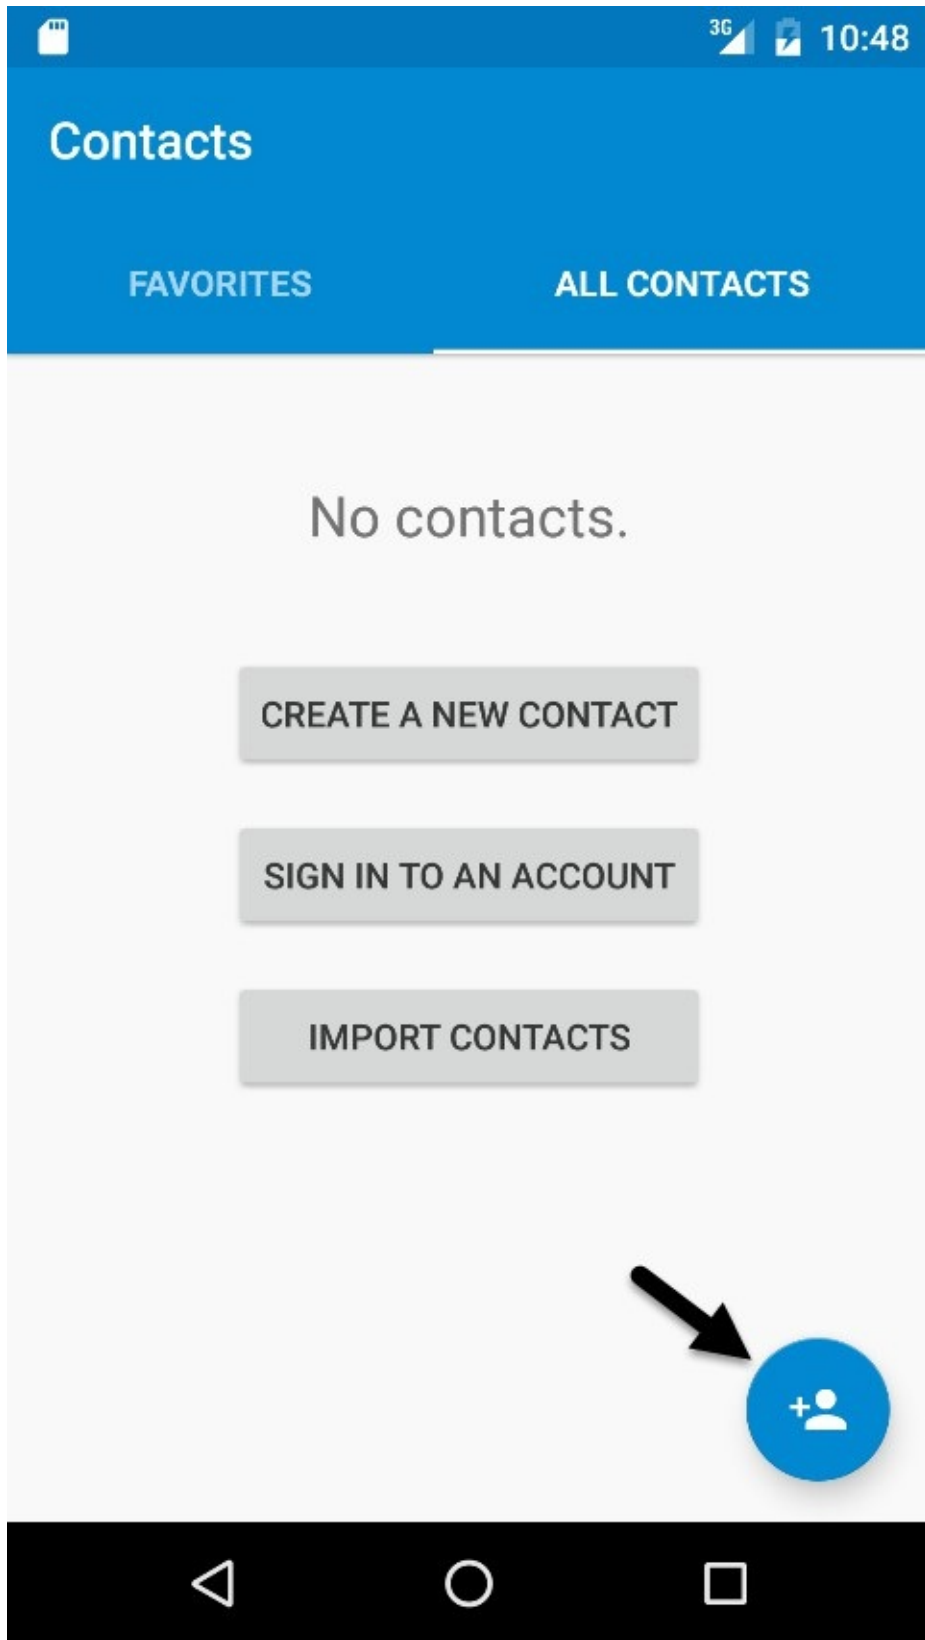 3G 10:48
Contacts
FAVORITES ALL CONTACTS
No contacts.
CREATE A NEW CONTACT
SIGN IN TO AN ACCOUNT
IMPORT CONTACTS